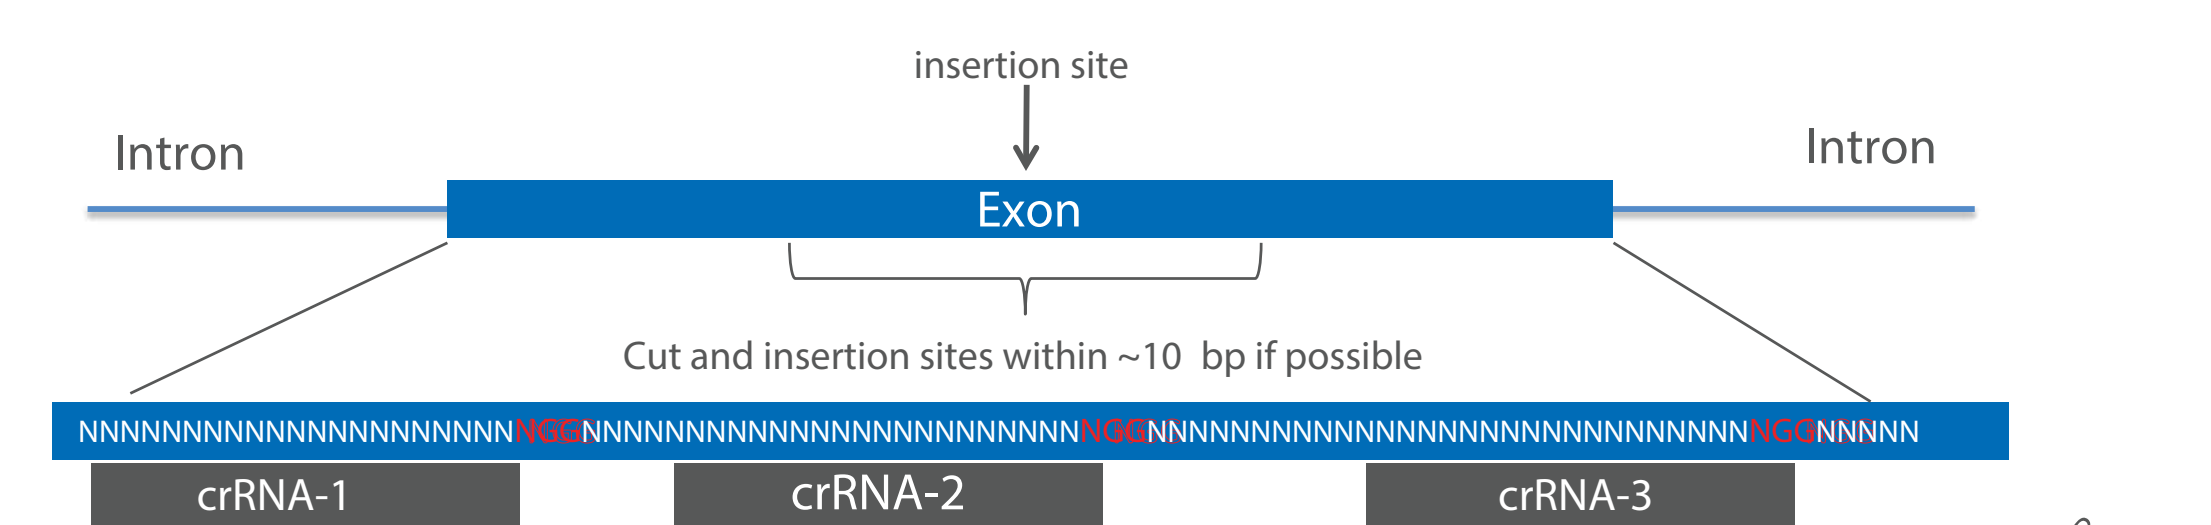 insertion site
Intron
Intron
Exon
Cut and insertion sites within ~10 bp if possible
NNNNNNNNNNNNNNNNNNNNNNGGNNNNNNNNNNNNNNNNNNNNNNNNNGGNNNNNNNNNNNNNNNNNNNNNNNNNNNNNNGGNNNNN
crRNA-1
crRNA-2
crRNA-3